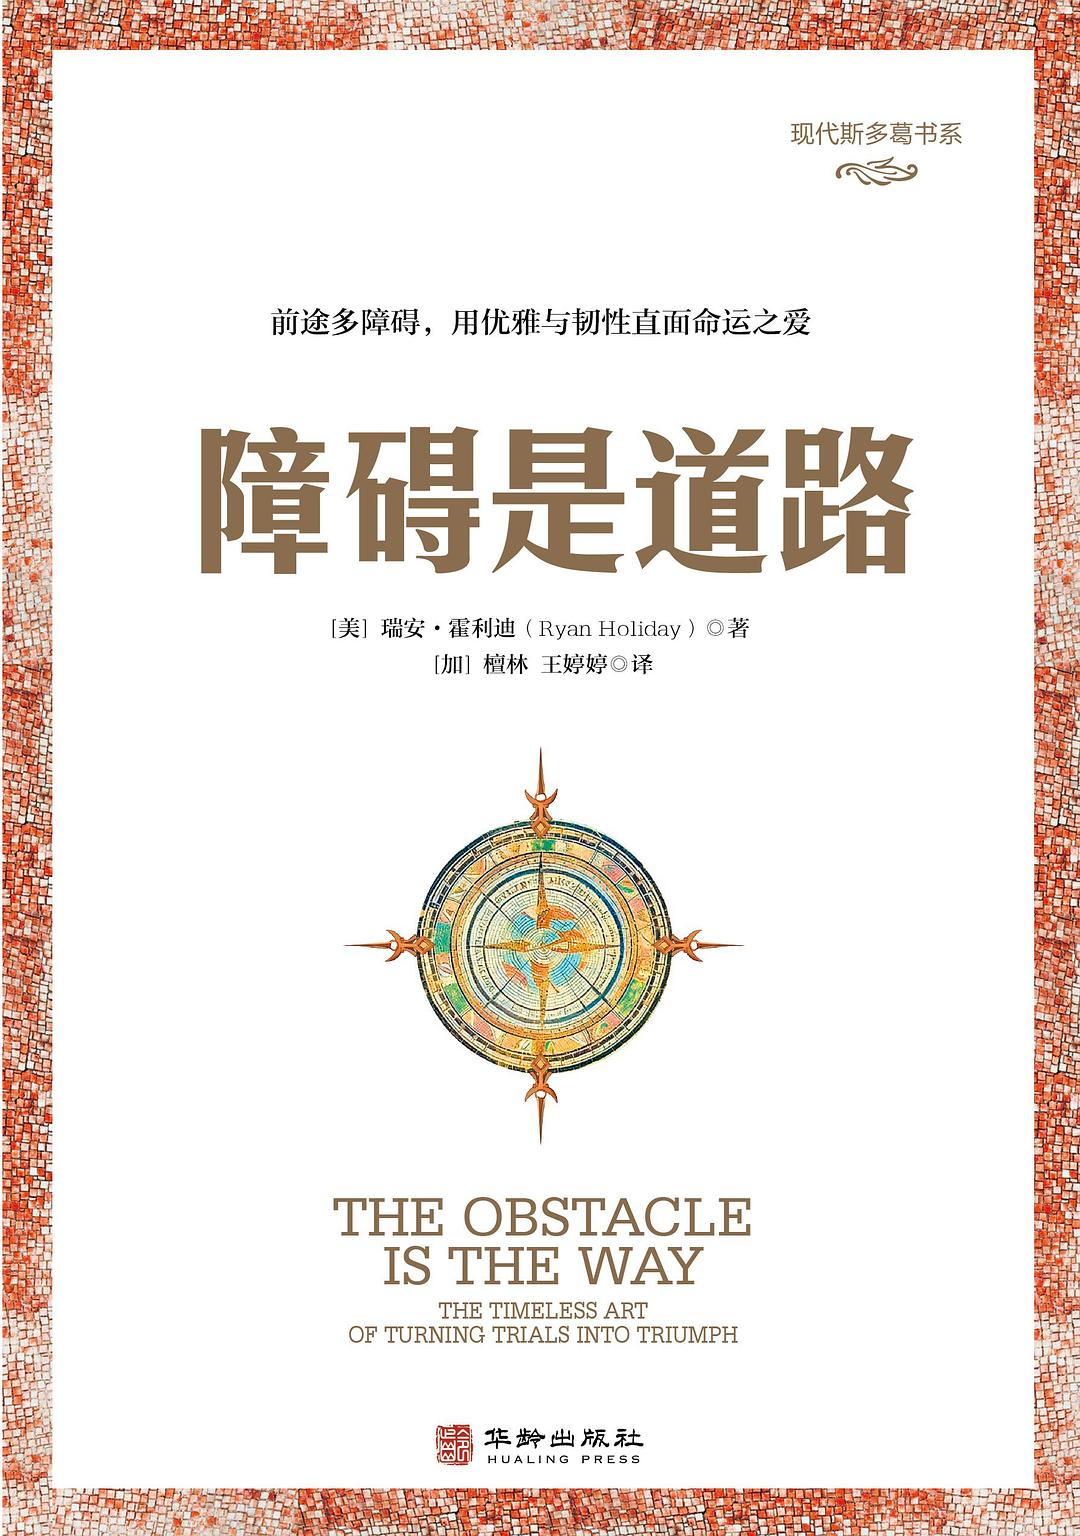 现代斯多葛书系
前途多障碍，用优雅与韧性直面命运之爱
障碍是道路
[美] 瑞安·霍利迪（Ryan Holiday）◎著
[加] 檀林 王婷婷◎译
THE OBSTACLE
IS THE WAY
THE TIMELESS ART
OF TURNING TRIALS INTO TRIUMPH
华龄出版社
HUALING PRESS